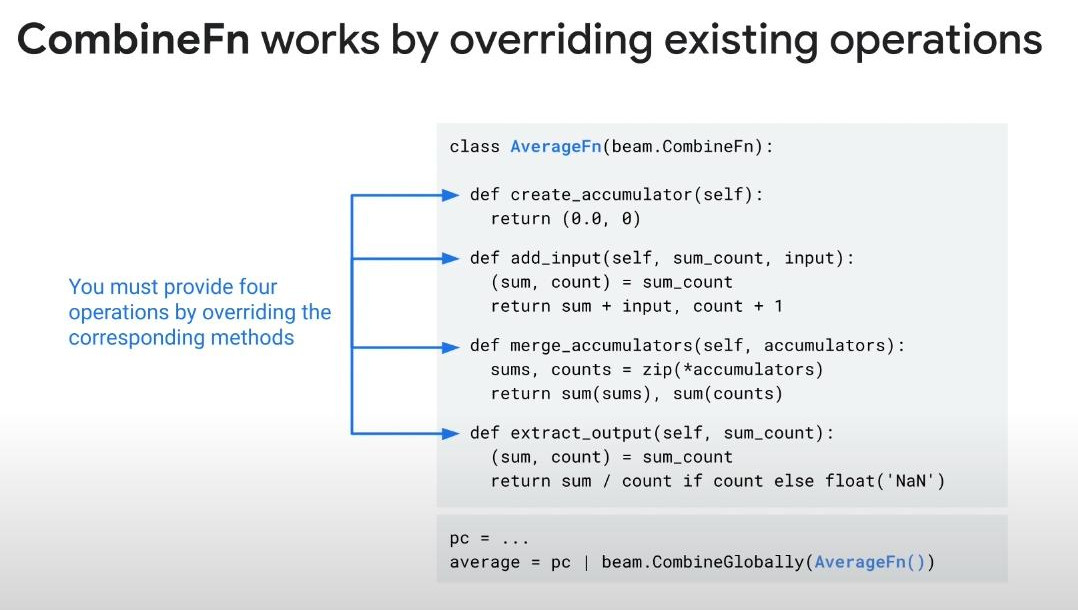 CombineFn works by overriding existing operations
You must provide four
operations by overriding the
corresponding methods
class AverageFn(beam.CombineFn):
def create_accumulator(self):
return (0.0, 0)
def add_input(self, sum_count, input):
(sum, count) = sum_count
return sum + input, count + 1
def merge_accumulators(self, accumulators):
sums, counts = zip(*accumulators)
return sum(sums), sum(counts)
def extract_output(self, sum_count):
(sum, count) = sum_count
return sum / count if count else float('NaN')
pc = ...
average = pc | beam.CombineGlobally(AverageFn())